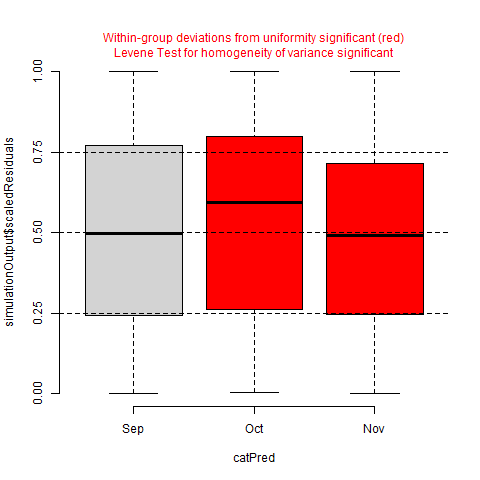 Within-group deviations from uniformity significant (red)
Levene Test for homogeneity of variance significant
simulationOutput$scaledResiduals
1.00
0.75
0.50
0.25
0.00
Sep
Oct
Nov
catPred